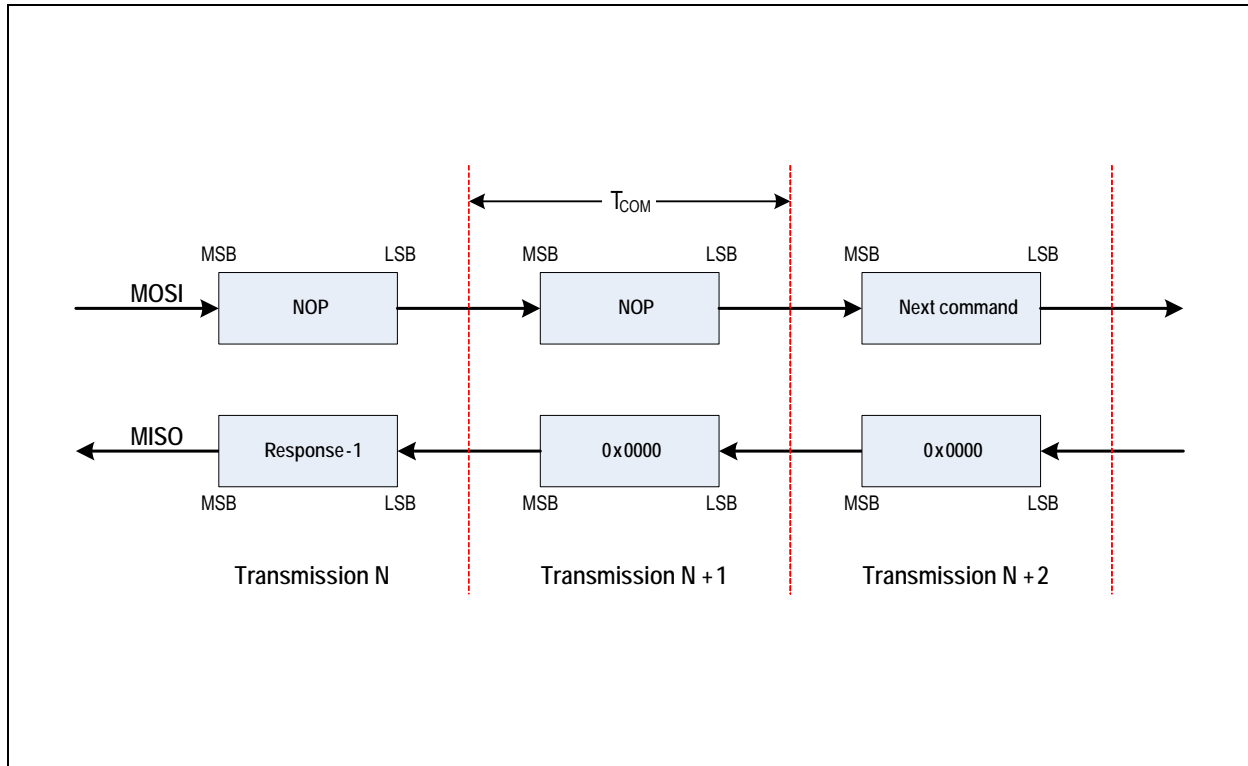 T_COM
MSB LSB MSB LSB MSB LSB
MOSI NOP NOP Next command
MISO Response-1 0x0000 0x0000
MSB LSB MSB LSB MSB LSB
Transmission N Transmission N + 1 Transmission N + 2